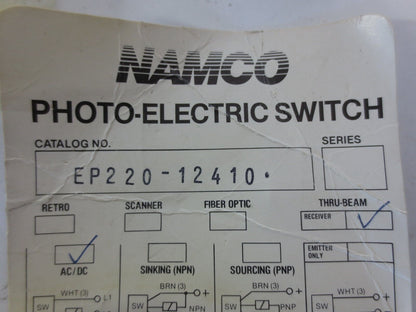 NAMCO
PHOTO-ELECTRIC SWITCH
CATALOG NO. SERIES
EP220-12410.
RETRO SCANNER FIBER OPTIC THRU-BEAM
RECEIVER
EMITTER ONLY
AC/DC SINKING (NPN) SOURCING (PNP)
WHT (3) BRN (3) BRN (3) WHT (3)
SW L1 SW + NPN SW + PNP SW